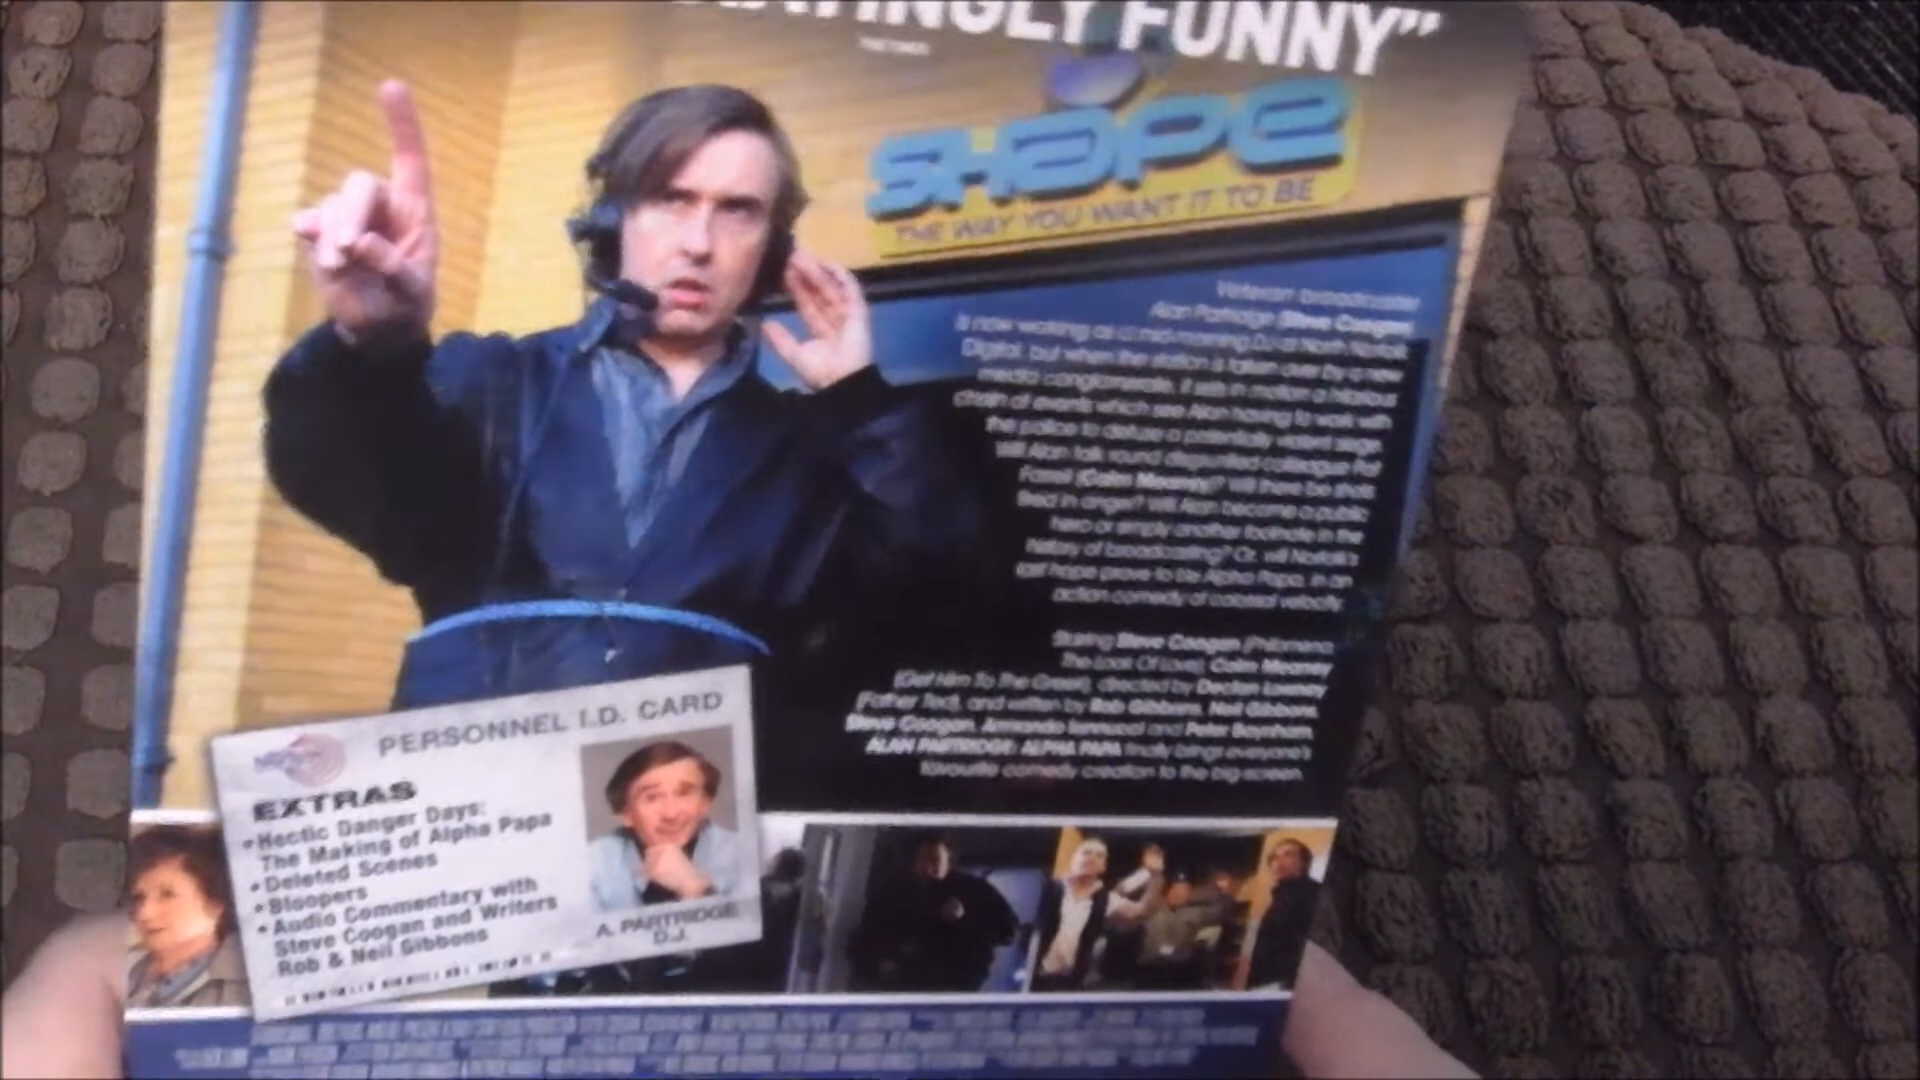 FUNNY"
SHAPE
THE WAY YOU WANT IT TO BE
Veteran broadcaster
Alan Partridge (Steve Coogan)
is now working as a mid-morning DJ at North Norfolk
Digital, but when the station is taken over by a new
media conglomerate, it sets in motion a hilarious
chain of events which see Alan having to work with
the police to defuse a potentially violent siege.
Will Alan talk round disgruntled colleague Pat
Farrell (Colm Meaney)? Will there be shots
fired in anger? Will Alan become a public
hero or simply another footnote in the
history of broadcasting? Or, will Norfolk's
last hope prove to be Alpha Papa, in an
action comedy of colossal velocity.
Starring Steve Coogan (Philomena,
The Look Of Love), Colm Meaney
(Get Him To The Greek), directed by Declan Lowney
(Father Ted), and written by Rob Gibbons, Neil Gibbons,
Steve Coogan, Armando Iannucci and Peter Baynham.
ALAN PARTRIDGE: ALPHA PAPA finally brings everyone's
favourite comedy creation to the big screen.
PERSONNEL I.D. CARD
EXTRAS
• Hectic Danger Days:
The Making of Alpha Papa
• Deleted Scenes
• Bloopers
• Audio Commentary with
Steve Coogan and Writers
Rob & Neil Gibbons
A. PARTRIDGE
D.J.